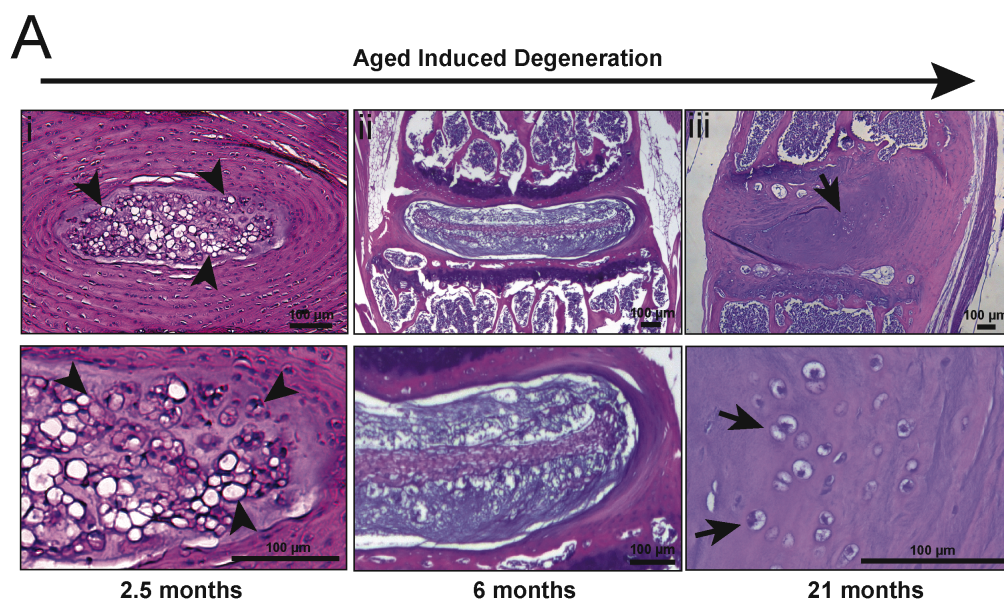 A
Aged Induced Degeneration
i
ii
iii
100 µm
100 µm
100 µm
100 µm
100 µm
100 µm
2.5 months
6 months
21 months